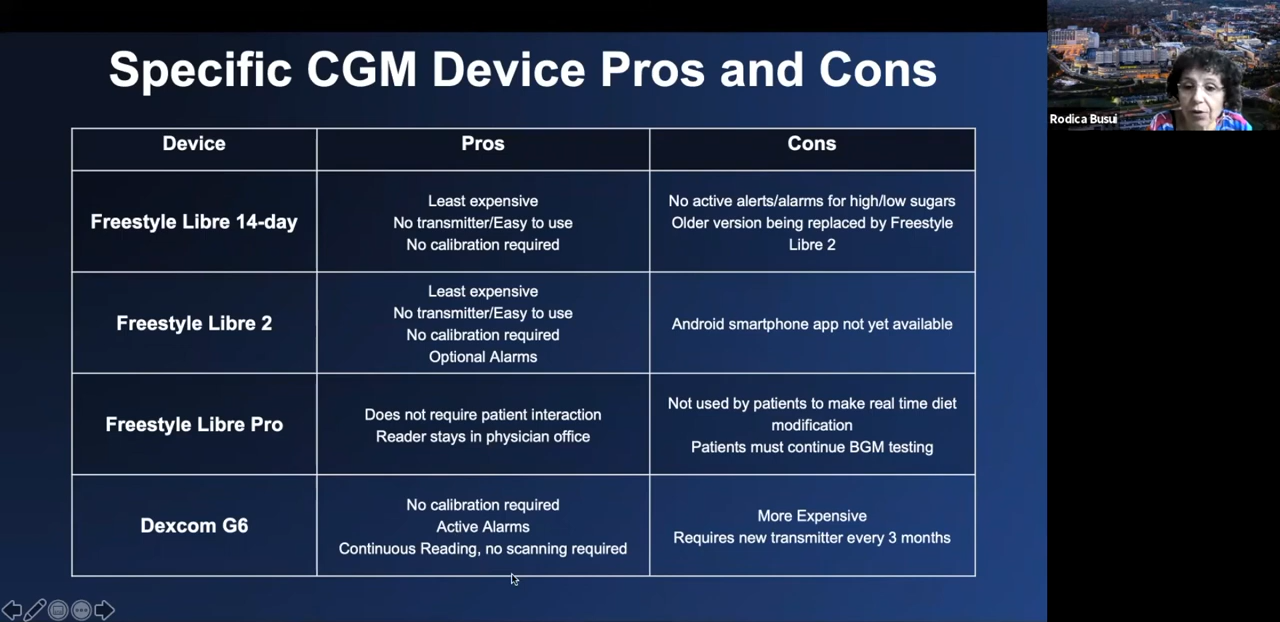 Specific CGM Device Pros and Cons
Rodica Busui
Device
Pros
Cons
Freestyle Libre 14-day
Least expensive
No transmitter/Easy to use
No calibration required
No active alerts/alarms for high/low sugars
Older version being replaced by Freestyle
Libre 2
Freestyle Libre 2
Least expensive
No transmitter/Easy to use
No calibration required
Optional Alarms
Android smartphone app not yet available
Freestyle Libre Pro
Does not require patient interaction
Reader stays in physician office
Not used by patients to make real time diet
modification
Patients must continue BGM testing
Dexcom G6
No calibration required
Active Alarms
Continuous Reading, no scanning required
More Expensive
Requires new transmitter every 3 months